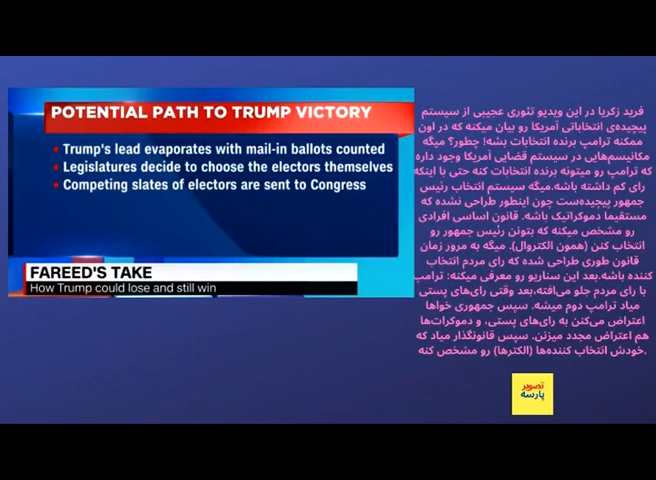 POTENTIAL PATH TO TRUMP VICTORY
• Trump's lead evaporates with mail-in ballots counted
• Legislatures decide to choose the electors themselves
• Competing slates of electors are sent to Congress
FAREED'S TAKE
How Trump could lose and still win
فرید زکریا در این ویدیو تئوری عجیبی از سیستم
پیچیده‌ی انتخاباتی آمریکا رو بیان میکنه که در اون
ممکنه ترامپ برنده انتخابات بشه! چطور؟ میگه
مکانیسم‌هایی در سیستم قضایی آمریکا وجود داره
که ترامپ رو میتونه برنده انتخابات کنه حتی با اینکه
رای کم داشته باشه.میگه سیستم انتخاب رئیس
جمهور پیچیده‌ست چون اینطور طراحی نشده که
مستقیما دموکراتیک باشه. قانون اساسی افرادی
رو مشخص میکنه که بتونن رئیس جمهور رو
انتخاب کنن (همون الکتروال). میگه به مرور زمان
قانون طوری طراحی شده که رای مردم انتخاب
کننده باشه.بعد این سناریو رو معرفی میکنه: ترامپ
با رای مردم جلو می‌افته.بعد وقتی رای‌های پستی
میاد ترامپ دوم میشه. سپس جمهوری خواها
اعتراض می‌کنن به رای‌های پستی، و دموکرات‌ها
هم اعتراض مجدد میزنن. سپس قانونگذار میاد که
خودش انتخاب کننده‌ها (الکترها) رو مشخص کنه.
تصویر
پارسه